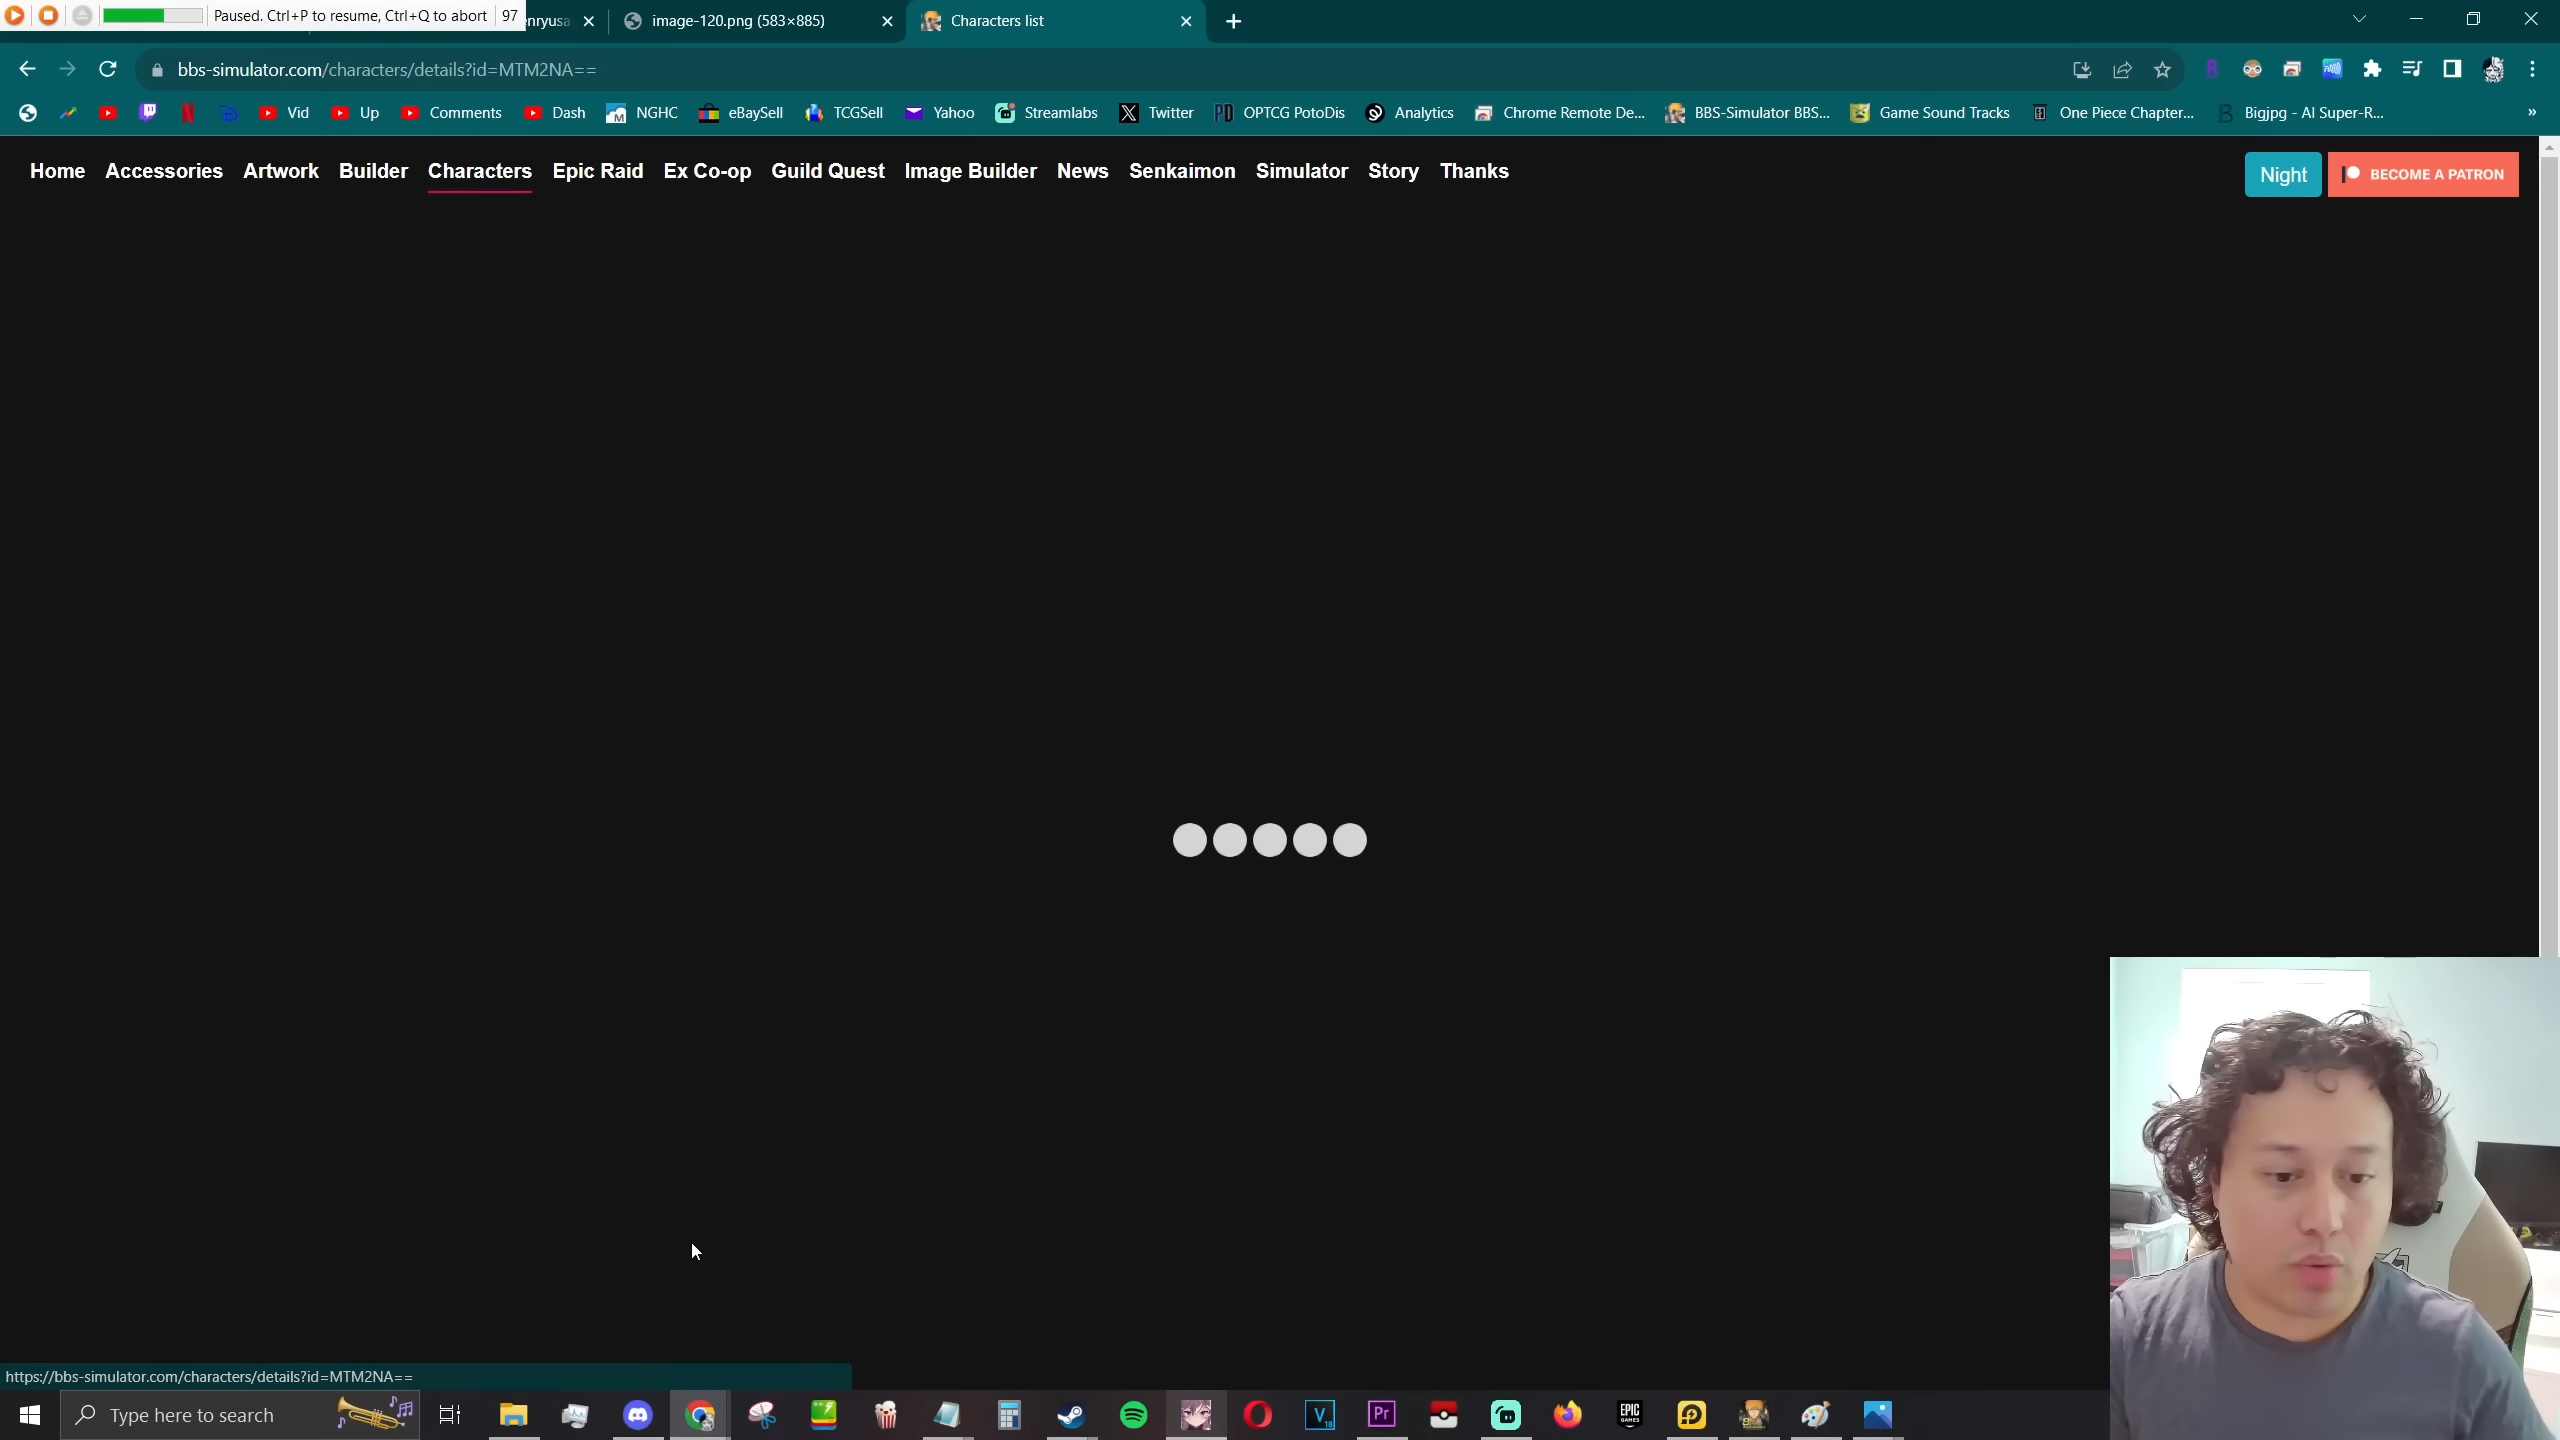 Paused. Ctrl+P to resume, Ctrl+Q to abort 97
enryusa
image-120.png (583×885)
Characters list
bbs-simulator.com/characters/details?id=MTM2NA==
Vid Up Comments Dash NGHC eBaySell TCGSell Yahoo Streamlabs Twitter OPTCG PotoDis Analytics Chrome Remote De... BBS-Simulator BBS... Game Sound Tracks One Piece Chapter... Bigjpg - AI Super-R... »
Home Accessories Artwork Builder Characters Epic Raid Ex Co-op Guild Quest Image Builder News Senkaimon Simulator Story Thanks Night BECOME A PATRON
https://bbs-simulator.com/characters/details?id=MTM2NA==
Type here to search
Pr
EPIC
GAMES